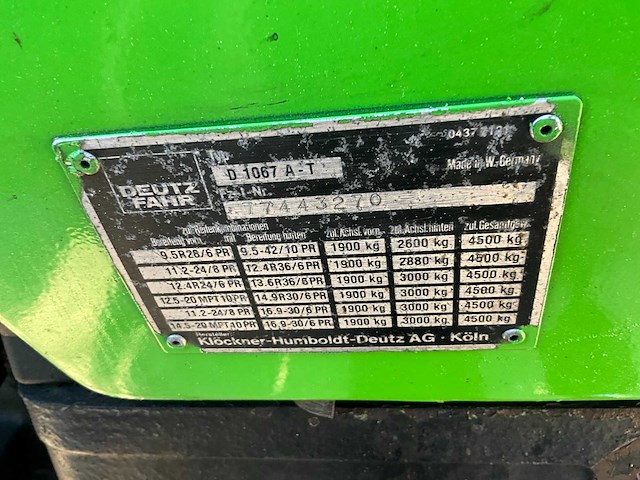 0437
Typ D 1067 A-T
Made in W. Germany
DEUTZ
FAHR
F-I-Nr. 77443270
zul. Reifenkombinationen zul. Achsl. vorn zul. Achsl. hinten zul. Gesamtgew.
Bereifung vorn mit Bereifung hinten
9.5R28/6 PR 9.5-42/10 PR 1900 kg 2600 kg 4500 kg
11.2-24/8 PR 12.4R36/6 PR 1900 kg 2880 kg 4500 kg
12.4R24/6 PR 13.6R36/6 PR 1900 kg 3000 kg 4500 kg
12.5-20 MPT 10 PR 14.9R30/6 PR 1900 kg 3000 kg 4500 kg
11.2-24/8 PR 16.9-30/6 PR 1900 kg 3000 kg 4500 kg
14.5-20 MPT 10 PR 16.9-30/6 PR 1900 kg 3000 kg 4500 kg
Hersteller:
Klöckner-Humboldt-Deutz AG · Köln